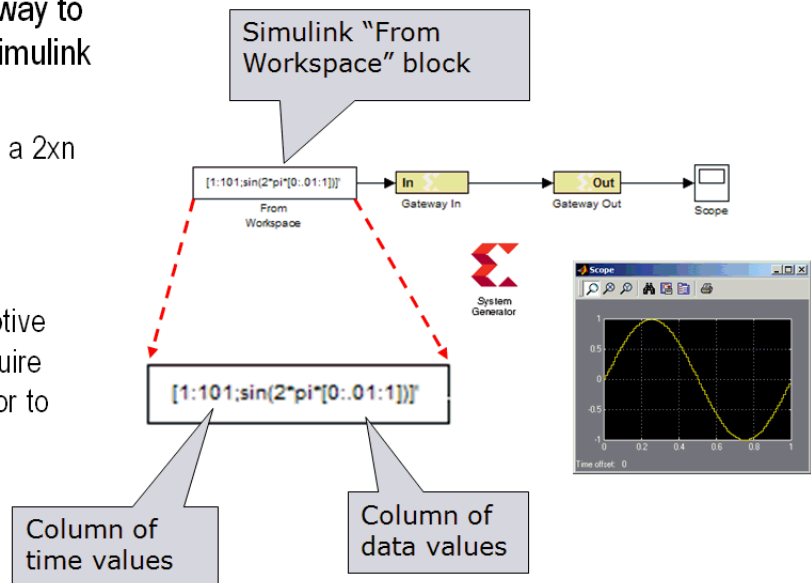 way to
imulink
a 2xn
otive
uire
or to
Simulink "From
Workspace" block
[1:101;sin(2*pi*[0:.01:1])]'
From
Workspace
In
Gateway In
Out
Gateway Out
Scope
System
Generator
[1:101;sin(2*pi*[0:.01:1])]'
Column of
time values
Column of
data values
Scope
1
0.5
0
-0.5
-1
0 0.2 0.4 0.6 0.8 1
Time offset: 0